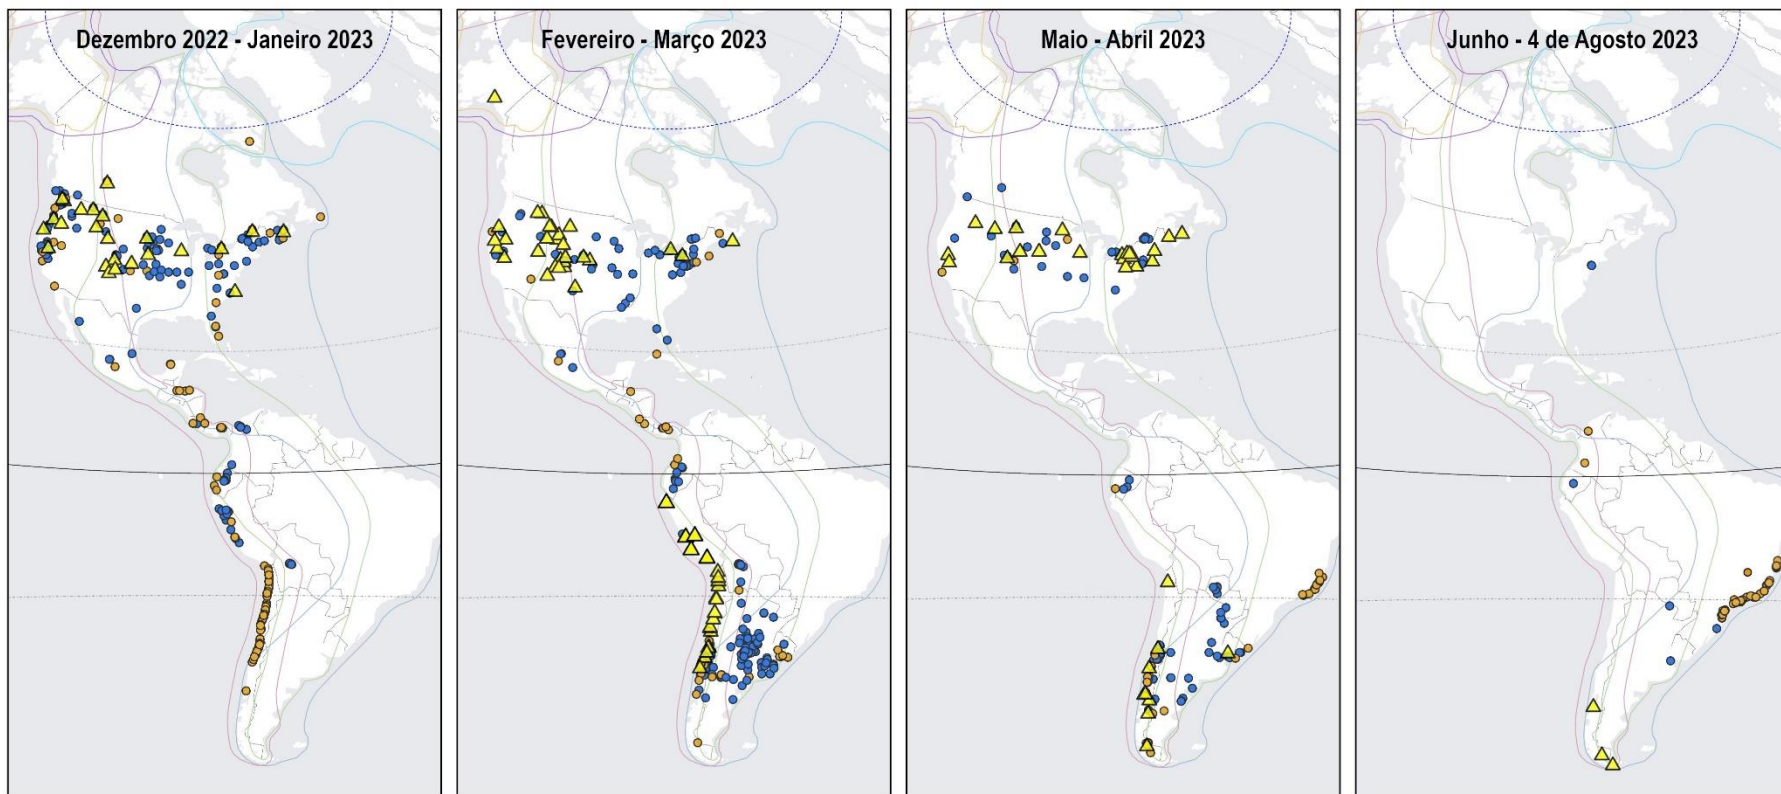 Dezembro 2022 - Janeiro 2023
Fevereiro - Março 2023
Maio - Abril 2023
Junho - 4 de Agosto 2023